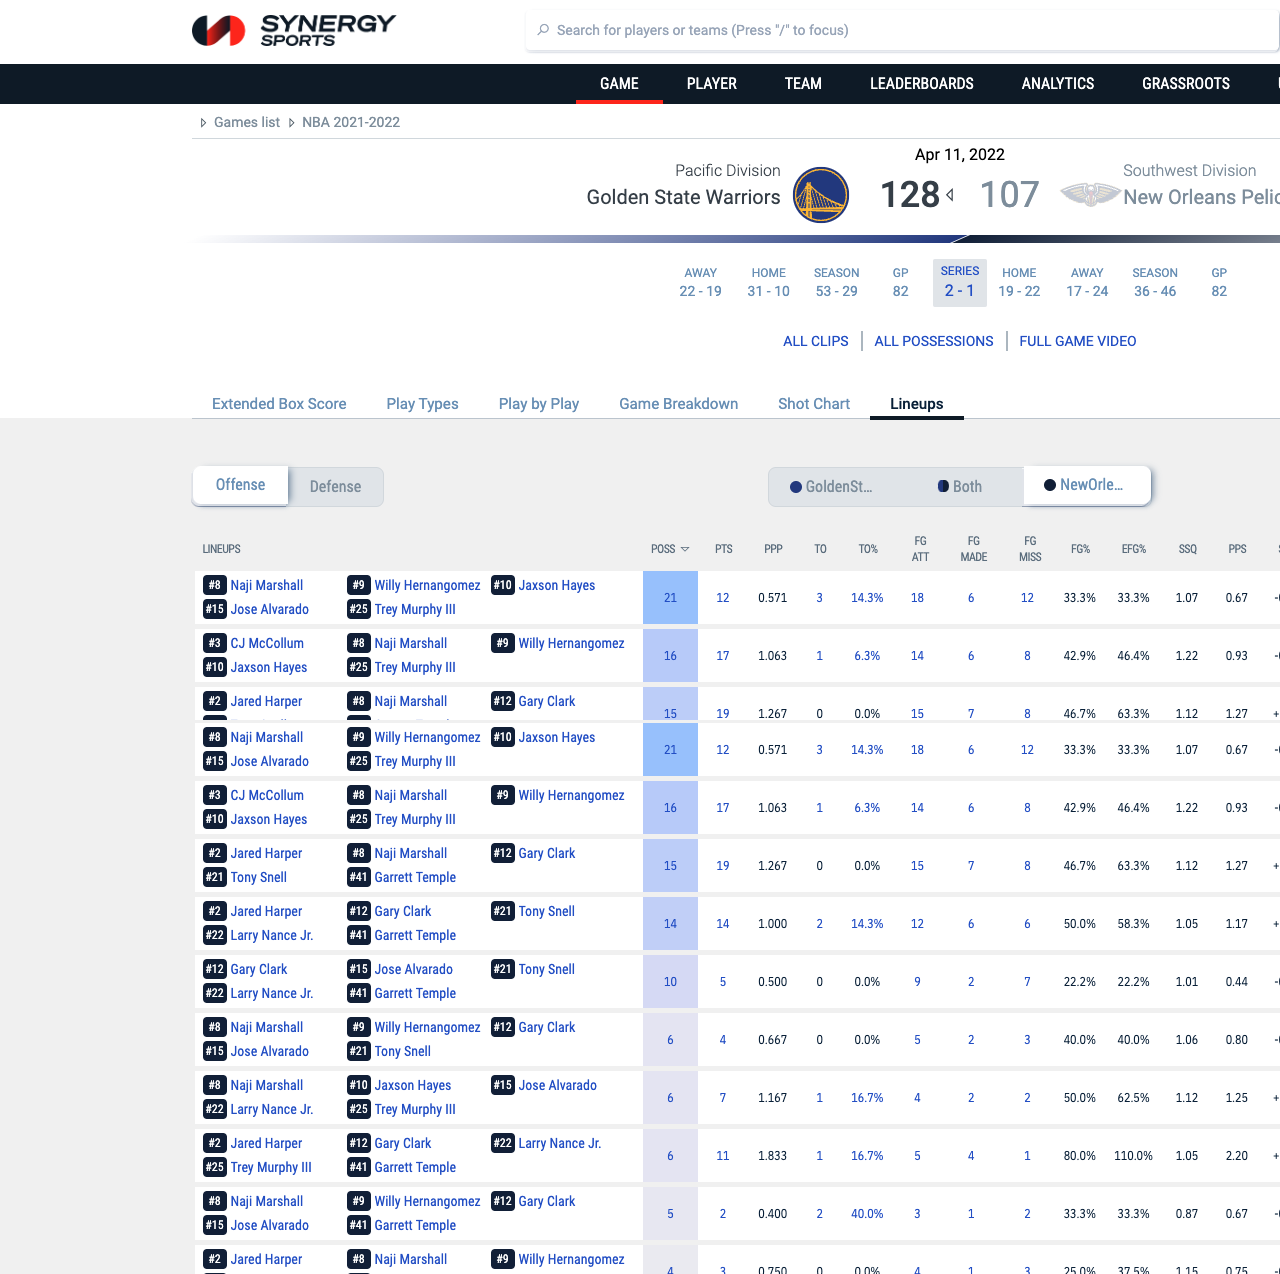 SYNERGY
SPORTS
Search for players or teams (Press "/" to focus)
GAME PLAYER TEAM LEADERBOARDS ANALYTICS GRASSROOTS
Games list NBA 2021-2022
Apr 11, 2022
Pacific Division Southwest Division
Golden State Warriors 128 107 New Orleans Pelic
AWAY HOME SEASON GP SERIES HOME AWAY SEASON GP
22 - 19 31 - 10 53 - 29 82 2 - 1 19 - 22 17 - 24 36 - 46 82
ALL CLIPS ALL POSSESSIONS FULL GAME VIDEO
Extended Box Score Play Types Play by Play Game Breakdown Shot Chart Lineups
Offense Defense GoldenSt... Both NewOrle...
LINEUPS POSS PTS PPP TO TO% FG ATT FG MADE FG MISS FG% EFG% SSQ PPS
#8 Naji Marshall #9 Willy Hernangomez #10 Jaxson Hayes
#15 Jose Alvarado #25 Trey Murphy III
21 12 0.571 3 14.3% 18 6 12 33.3% 33.3% 1.07 0.67
#3 CJ McCollum #8 Naji Marshall #9 Willy Hernangomez
#10 Jaxson Hayes #25 Trey Murphy III
16 17 1.063 1 6.3% 14 6 8 42.9% 46.4% 1.22 0.93
#2 Jared Harper #8 Naji Marshall #12 Gary Clark
15 19 1.267 0 0.0% 15 7 8 46.7% 63.3% 1.12 1.27 +
#8 Naji Marshall #9 Willy Hernangomez #10 Jaxson Hayes
#15 Jose Alvarado #25 Trey Murphy III
21 12 0.571 3 14.3% 18 6 12 33.3% 33.3% 1.07 0.67
#3 CJ McCollum #8 Naji Marshall #9 Willy Hernangomez
#10 Jaxson Hayes #25 Trey Murphy III
16 17 1.063 1 6.3% 14 6 8 42.9% 46.4% 1.22 0.93
#2 Jared Harper #8 Naji Marshall #12 Gary Clark
#21 Tony Snell #41 Garrett Temple
15 19 1.267 0 0.0% 15 7 8 46.7% 63.3% 1.12 1.27 +
#2 Jared Harper #12 Gary Clark #21 Tony Snell
#22 Larry Nance Jr. #41 Garrett Temple
14 14 1.000 2 14.3% 12 6 6 50.0% 58.3% 1.05 1.17 +
#12 Gary Clark #15 Jose Alvarado #21 Tony Snell
#22 Larry Nance Jr. #41 Garrett Temple
10 5 0.500 0 0.0% 9 2 7 22.2% 22.2% 1.01 0.44
#8 Naji Marshall #9 Willy Hernangomez #12 Gary Clark
#15 Jose Alvarado #21 Tony Snell
6 4 0.667 0 0.0% 5 2 3 40.0% 40.0% 1.06 0.80
#8 Naji Marshall #10 Jaxson Hayes #15 Jose Alvarado
#22 Larry Nance Jr. #25 Trey Murphy III
6 7 1.167 1 16.7% 4 2 2 50.0% 62.5% 1.12 1.25 +
#2 Jared Harper #12 Gary Clark #22 Larry Nance Jr.
#25 Trey Murphy III #41 Garrett Temple
6 11 1.833 1 16.7% 5 4 1 80.0% 110.0% 1.05 2.20 +
#8 Naji Marshall #9 Willy Hernangomez #12 Gary Clark
#15 Jose Alvarado #41 Garrett Temple
5 2 0.400 2 40.0% 3 1 2 33.3% 33.3% 0.87 0.67
#2 Jared Harper #8 Naji Marshall #9 Willy Hernangomez
4 3 0.750 0 0.0% 4 1 3 25.0% 37.5% 1.15 0.75